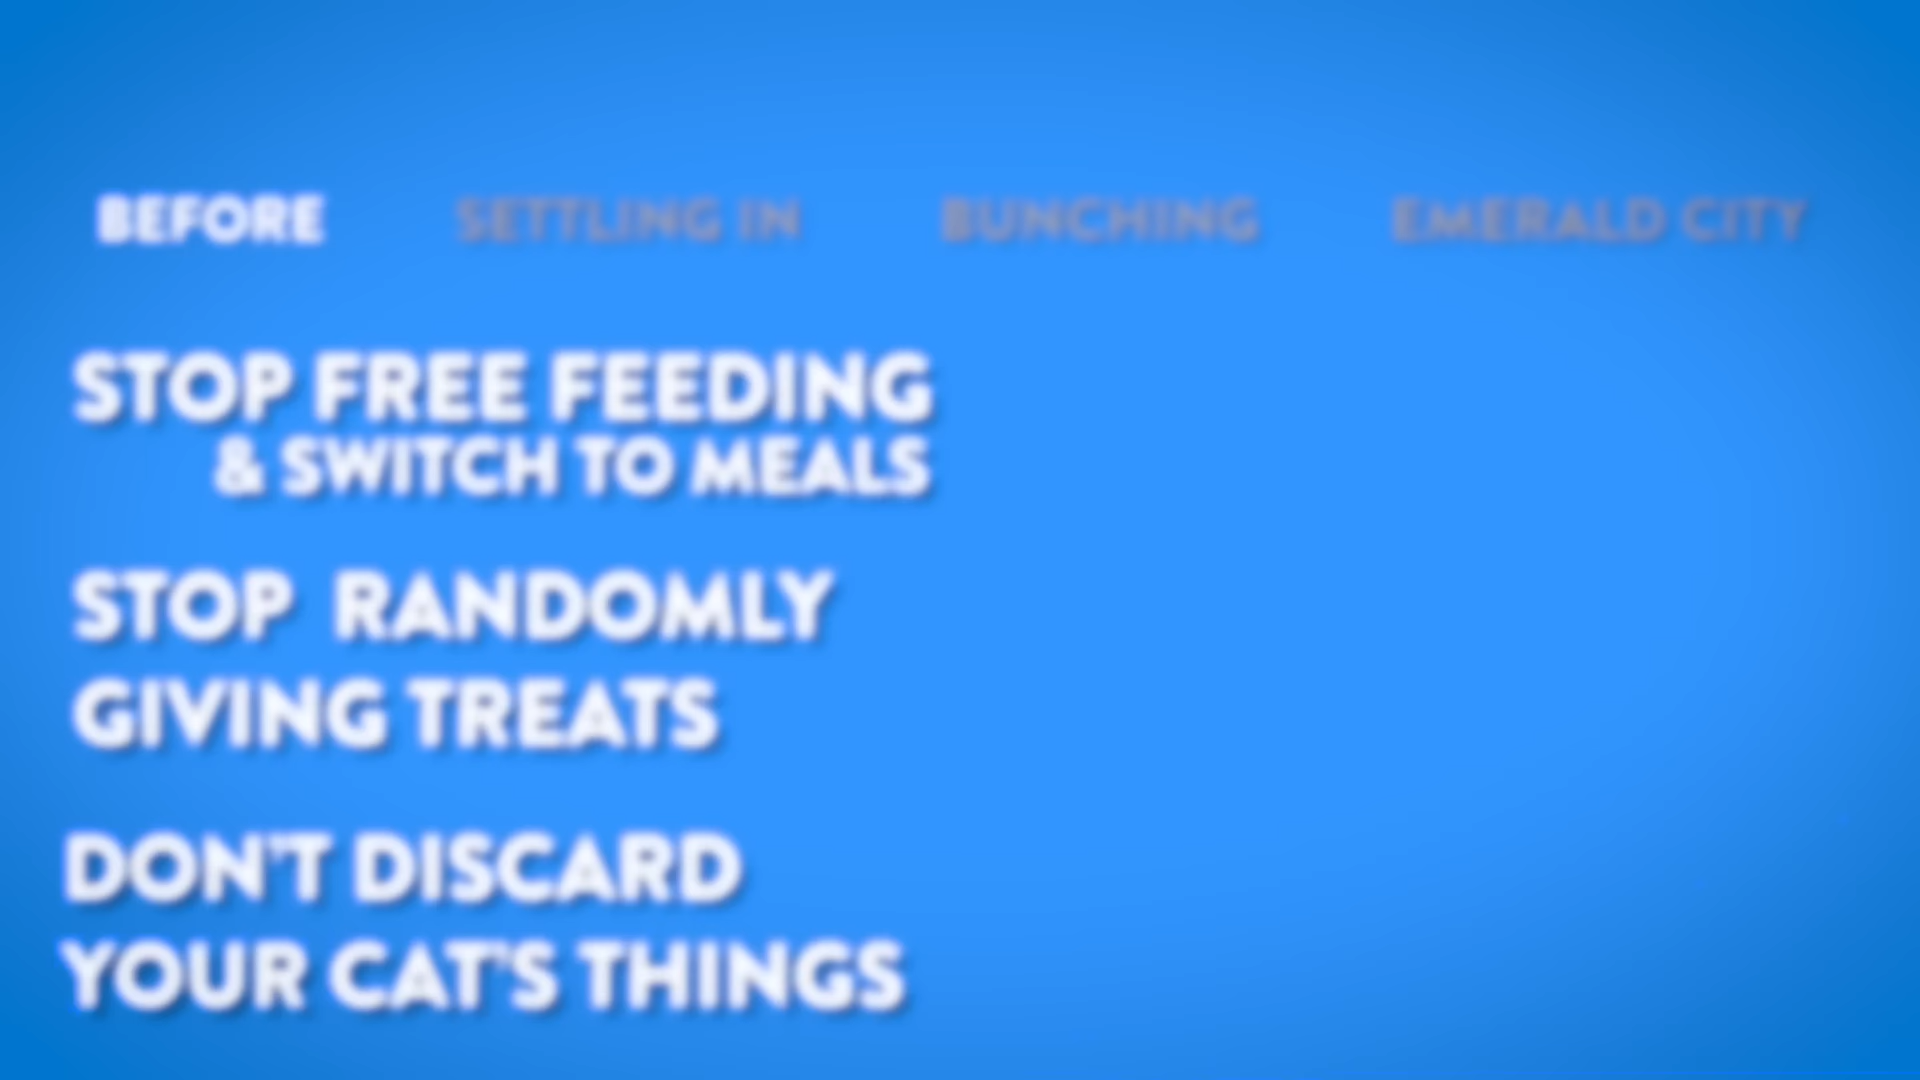 BEFORE SETTLING IN BUNCHING EMERALD CITY
STOP FREE FEEDING
& SWITCH TO MEALS
STOP RANDOMLY
GIVING TREATS
DON'T DISCARD
YOUR CAT'S THINGS